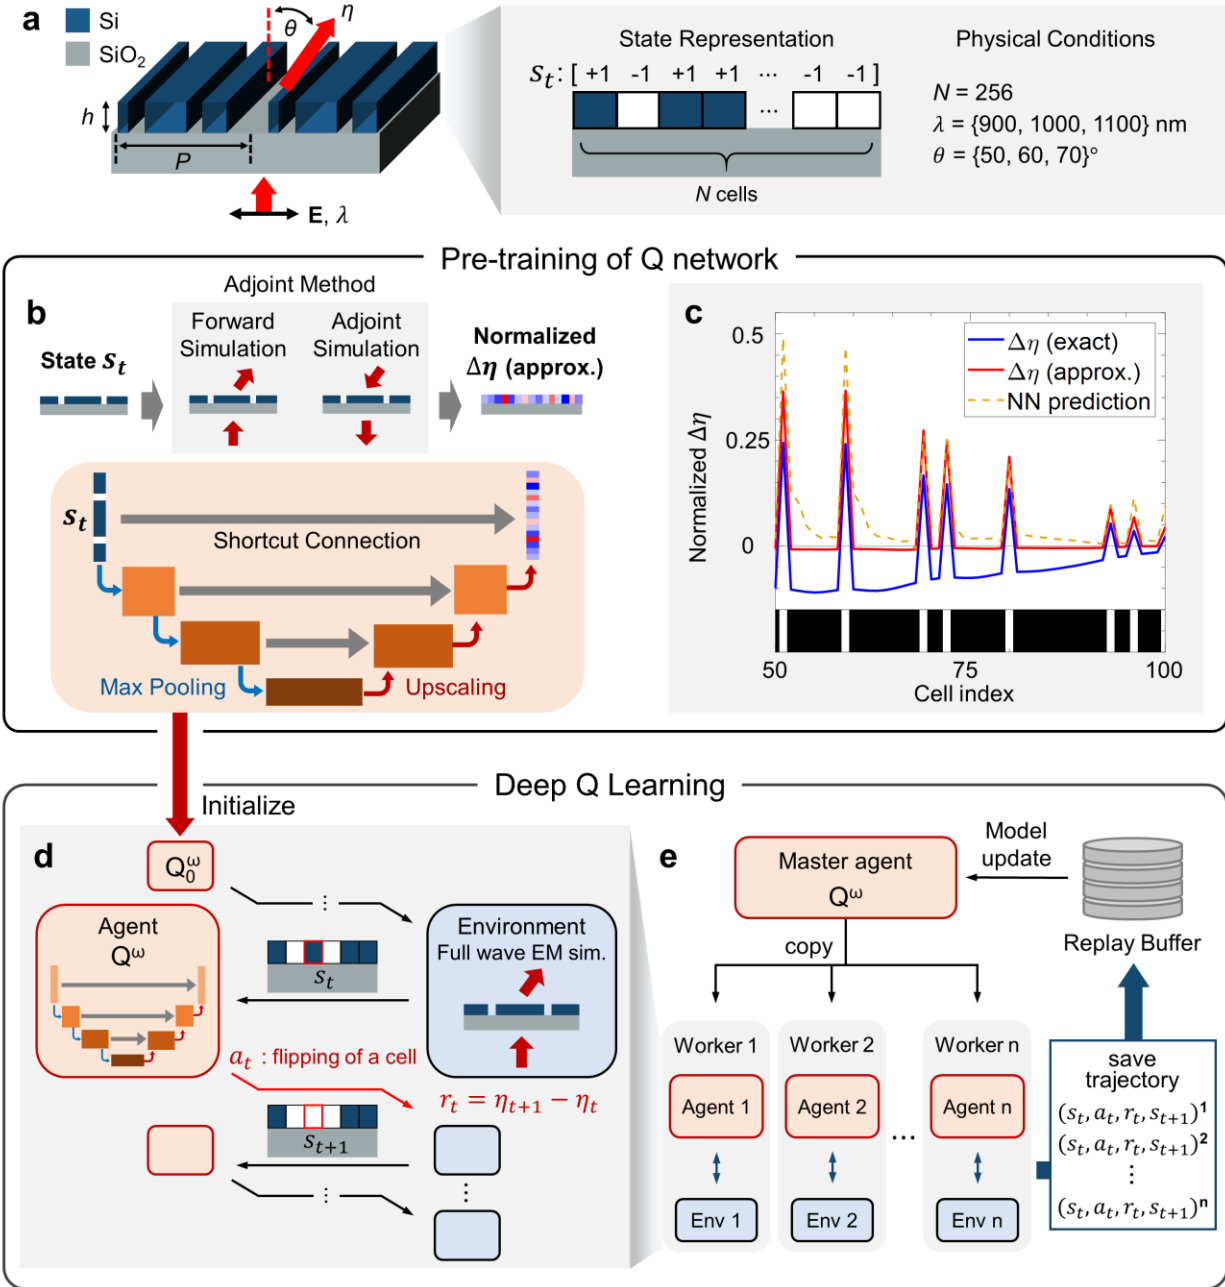 a
Si
SiO₂
θ
η
h
P
E, λ
State Representation
sₜ: [ +1 -1 +1 +1 ⋯ -1 -1 ]
N cells
Physical Conditions
N = 256
λ = {900, 1000, 1100} nm
θ = {50, 60, 70}°
Pre-training of Q network
b
Adjoint Method
State sₜ
Forward
Simulation
Adjoint
Simulation
Normalized
Δη (approx.)
sₜ
Shortcut Connection
Max Pooling
Upscaling
c
Normalized Δη
0.5
0.25
0
Δη (exact)
Δη (approx.)
NN prediction
50
75
100
Cell index
Deep Q Learning
Initialize
d
Q₀^ω
⋮
Agent
Q^ω
sₜ
Environment
Full wave EM sim.
aₜ : flipping of a cell
rₜ = ηₜ₊₁ − ηₜ
sₜ₊₁
⋮
⋮
e
Master agent
Q^ω
Model
update
Replay Buffer
copy
Worker 1
Worker 2
Worker n
Agent 1
Agent 2
Agent n
⋯
Env 1
Env 2
Env n
save
trajectory
(sₜ, aₜ, rₜ, sₜ₊₁)¹
(sₜ, aₜ, rₜ, sₜ₊₁)²
⋮
(sₜ, aₜ, rₜ, sₜ₊₁)ⁿ